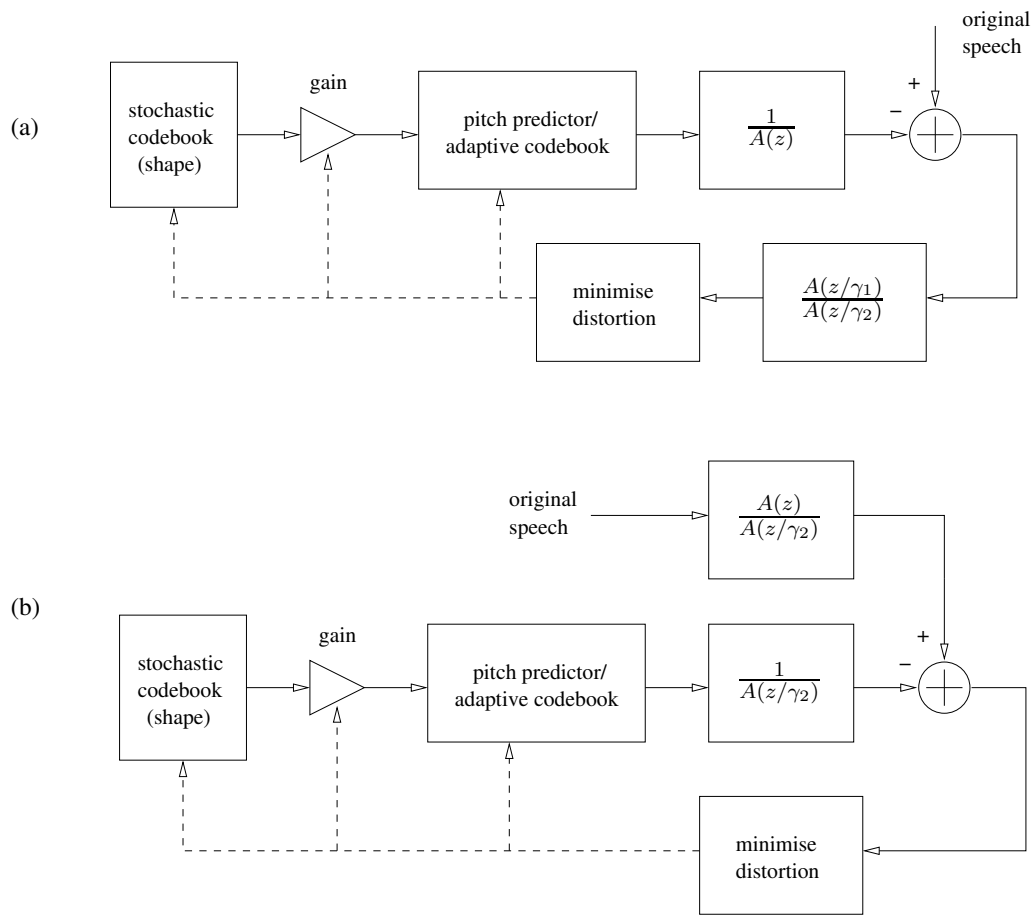 original
speech
(a)
stochastic
codebook
(shape)
gain
pitch predictor/
adaptive codebook
1
A(z)
+
−
minimise
distortion
A(z/γ1)
A(z/γ2)
original
speech
A(z)
A(z/γ2)
(b)
stochastic
codebook
(shape)
gain
pitch predictor/
adaptive codebook
1
A(z/γ2)
+
−
minimise
distortion